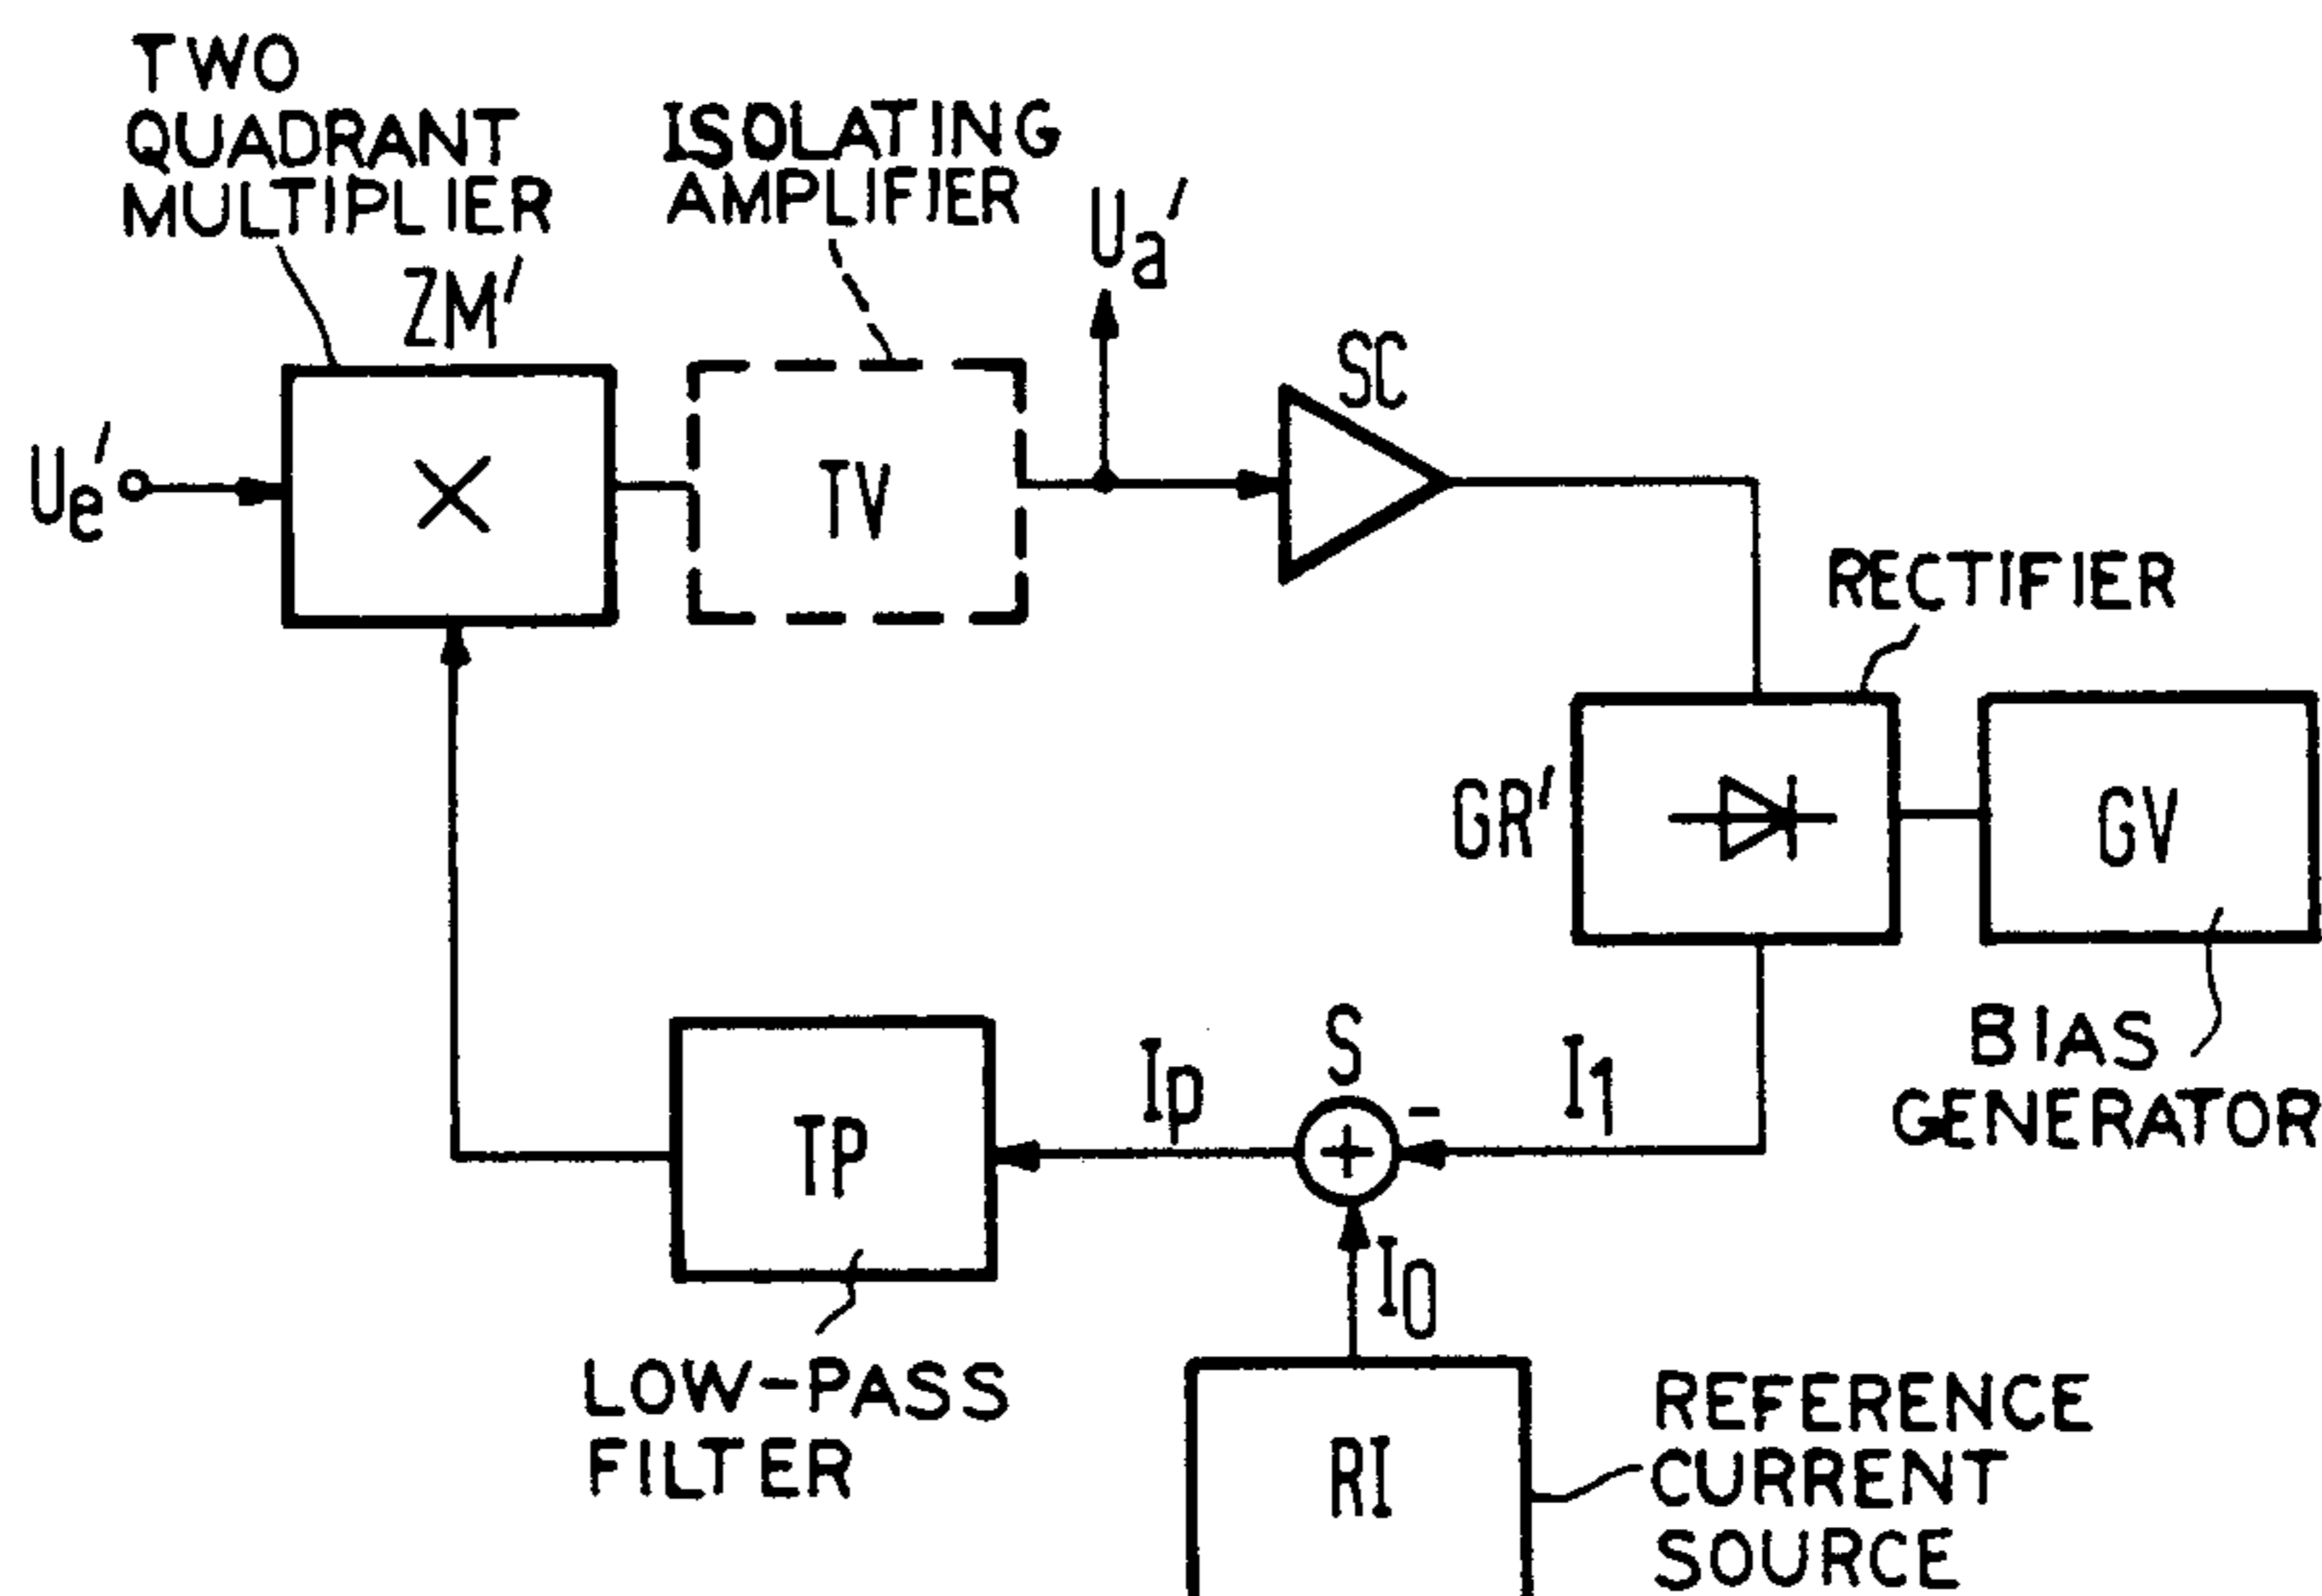 TWO
QUADRANT
MULTIPLIER
ZM'
ISOLATING
AMPLIFIER
Ua'
SC
Ue'
TV
RECTIFIER
GR'
GV
BIAS
GENERATOR
S
-
+
I1
Ip
TP
I0
LOW-PASS
FILTER
RI
REFERENCE
CURRENT
SOURCE